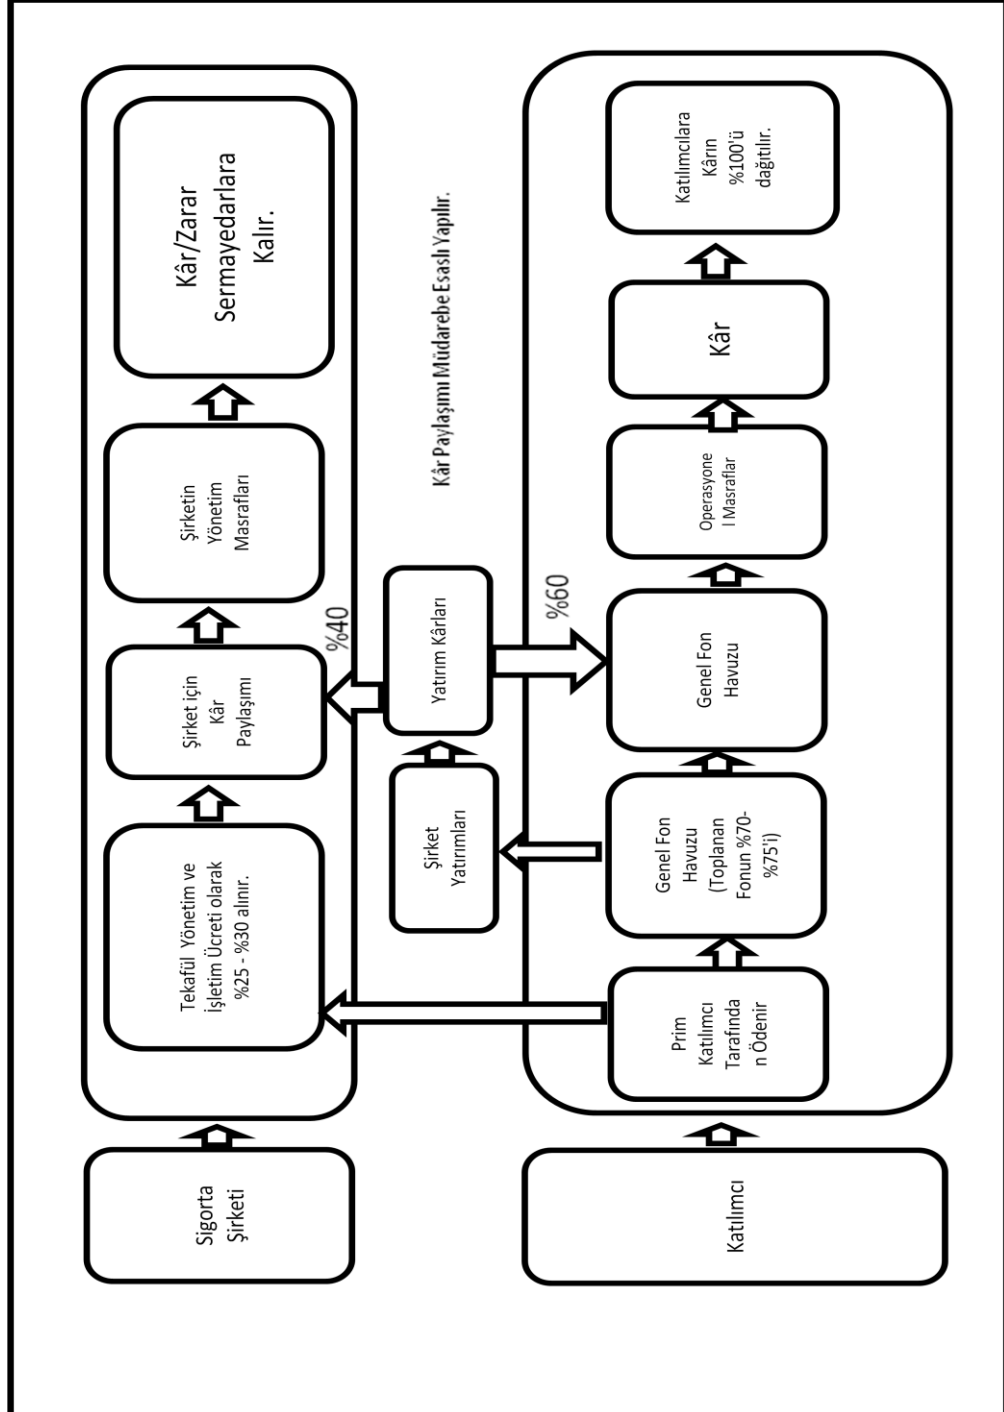 Sigorta
Şirketi
Tekafül Yönetim ve
İşletim Ücreti olarak
%25 - %30 alınır.
Şirket için
Kâr
Paylaşımı
Şirketin
Yönetim
Masrafları
Kâr/Zarar
Sermayedarlara
Kalır.
%40
Şirket
Yatırımları
Yatırım Kârları
Kâr Paylaşımı Müdarebe Esaslı Yapılır.
%60
Katılımcı
Prim
Katılımcı
Tarafında
n Ödenir
Genel Fon
Havuzu
(Toplanan
Fonun %70-
%75'i)
Genel Fon
Havuzu
Operasyone
l Masraflar
Kâr
Katılımcılara
Kârın
%100'ü
dağıtılır.